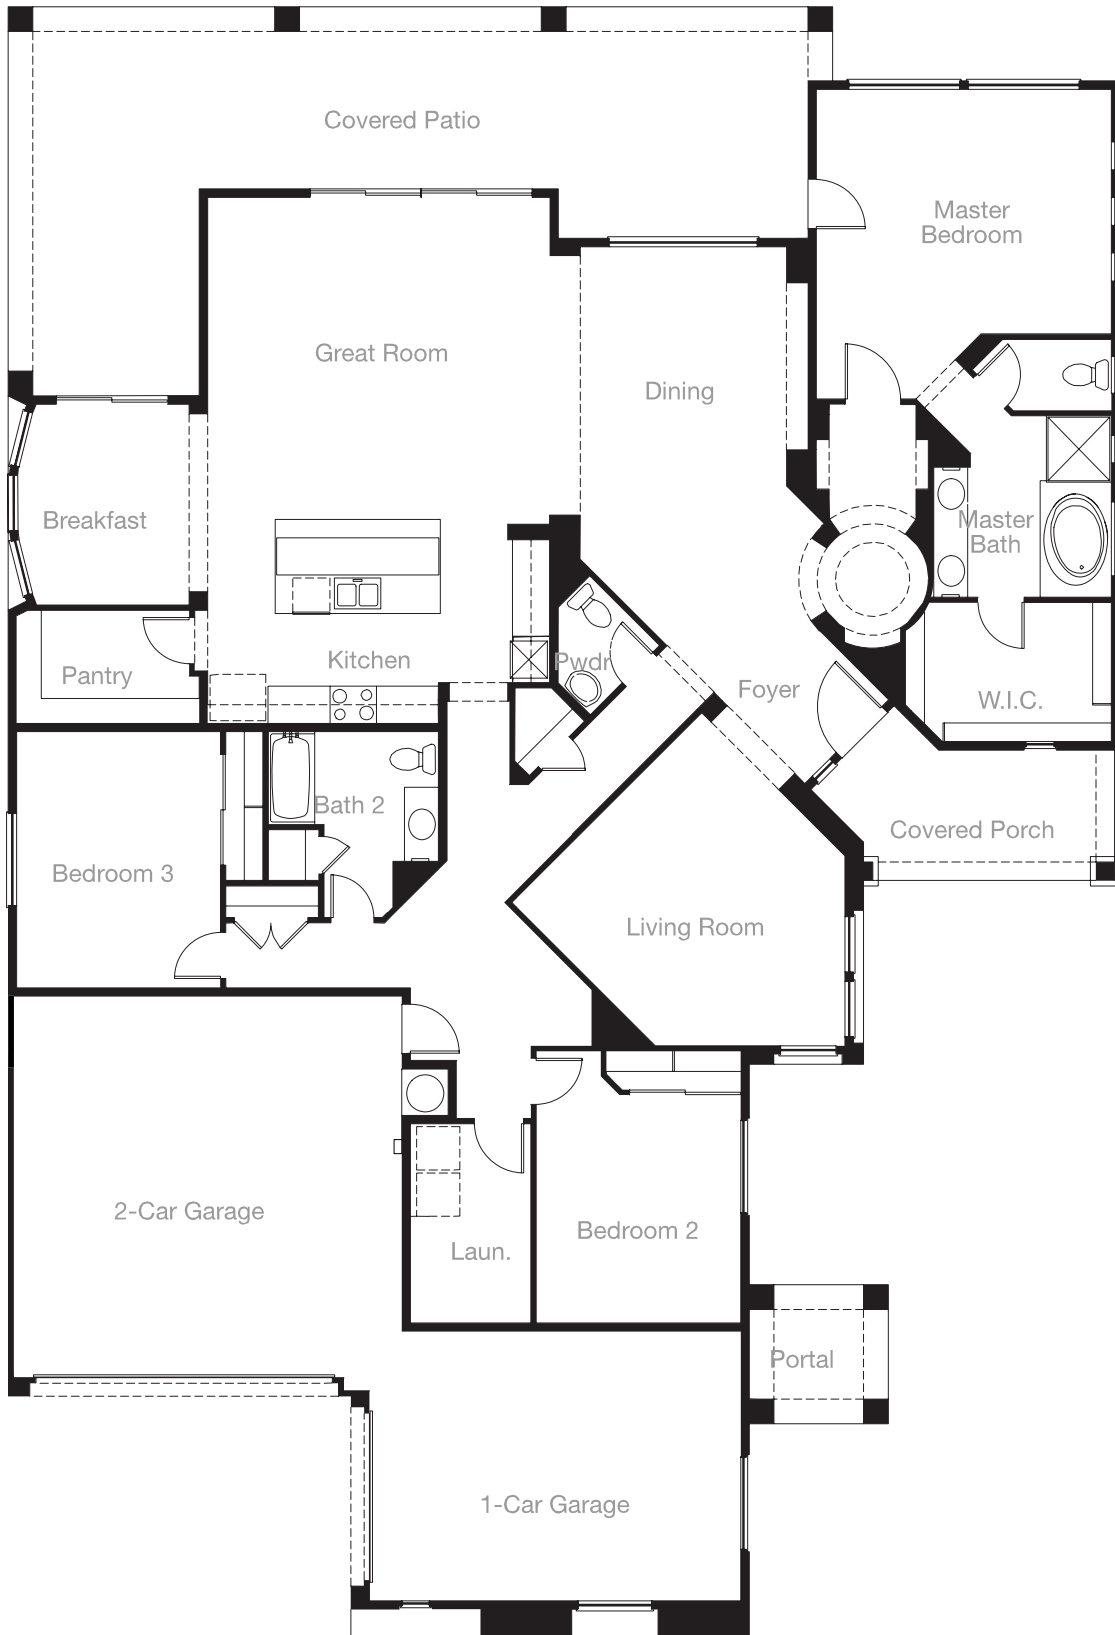 Covered Patio
Master
Bedroom
Great Room
Dining
Breakfast
Master
Bath
Kitchen
Pwdr
Pantry
Foyer
W.I.C.
Bath 2
Covered Porch
Bedroom 3
Living Room
2-Car Garage
Bedroom 2
Laun.
Portal
1-Car Garage